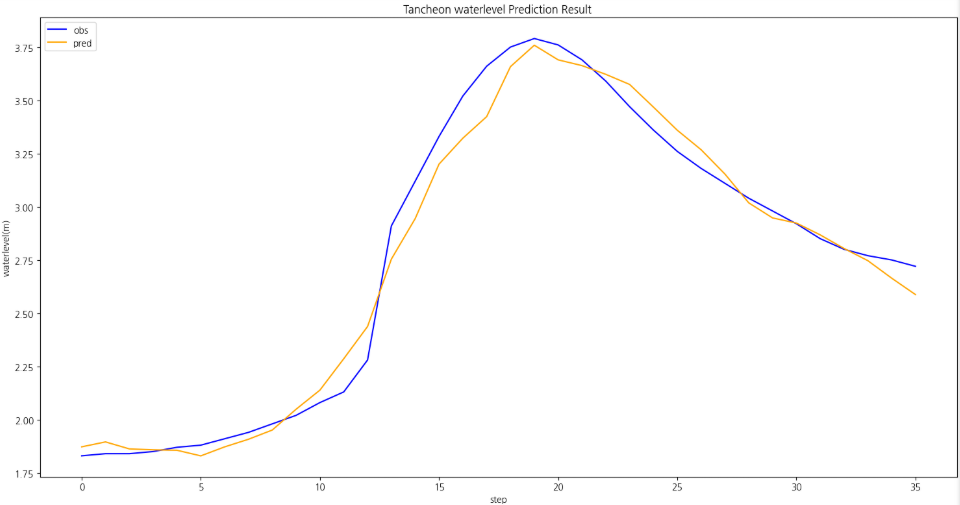 Tancheon waterlevel Prediction Result
obs
pred
waterlevel(m)
3.75
3.50
3.25
3.00
2.75
2.50
2.25
2.00
1.75
0 5 10 15 20 25 30 35
step